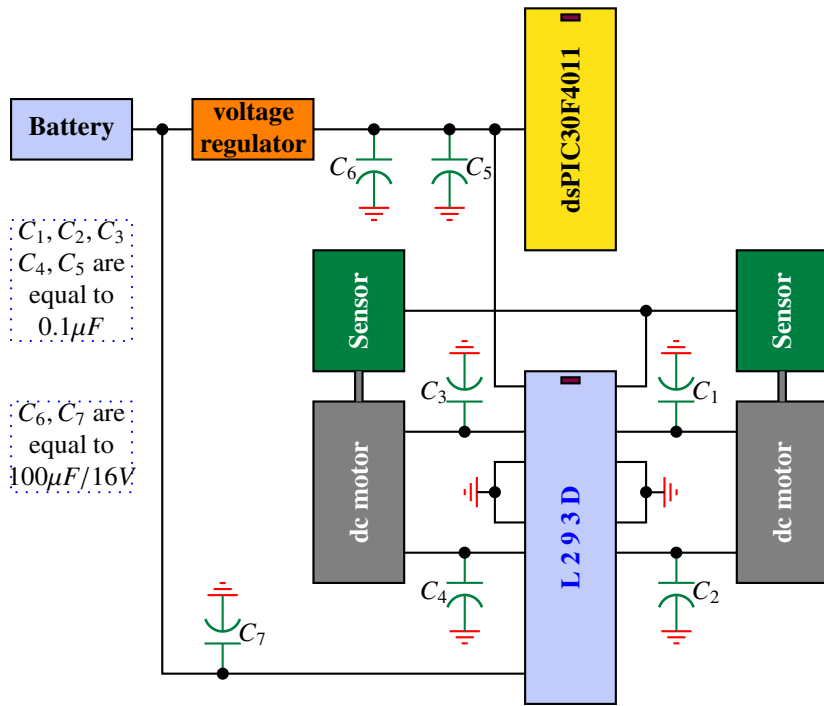 dsPIC30F4011
Battery
voltage
regulator
C₆
C₅
C₁, C₂, C₃
C₄, C₅ are
equal to
0.1μF
Sensor
Sensor
C₃
C₁
C₆, C₇ are
equal to
100μF/16V
dc motor
L 2 9 3 D
dc motor
C₄
C₂
C₇